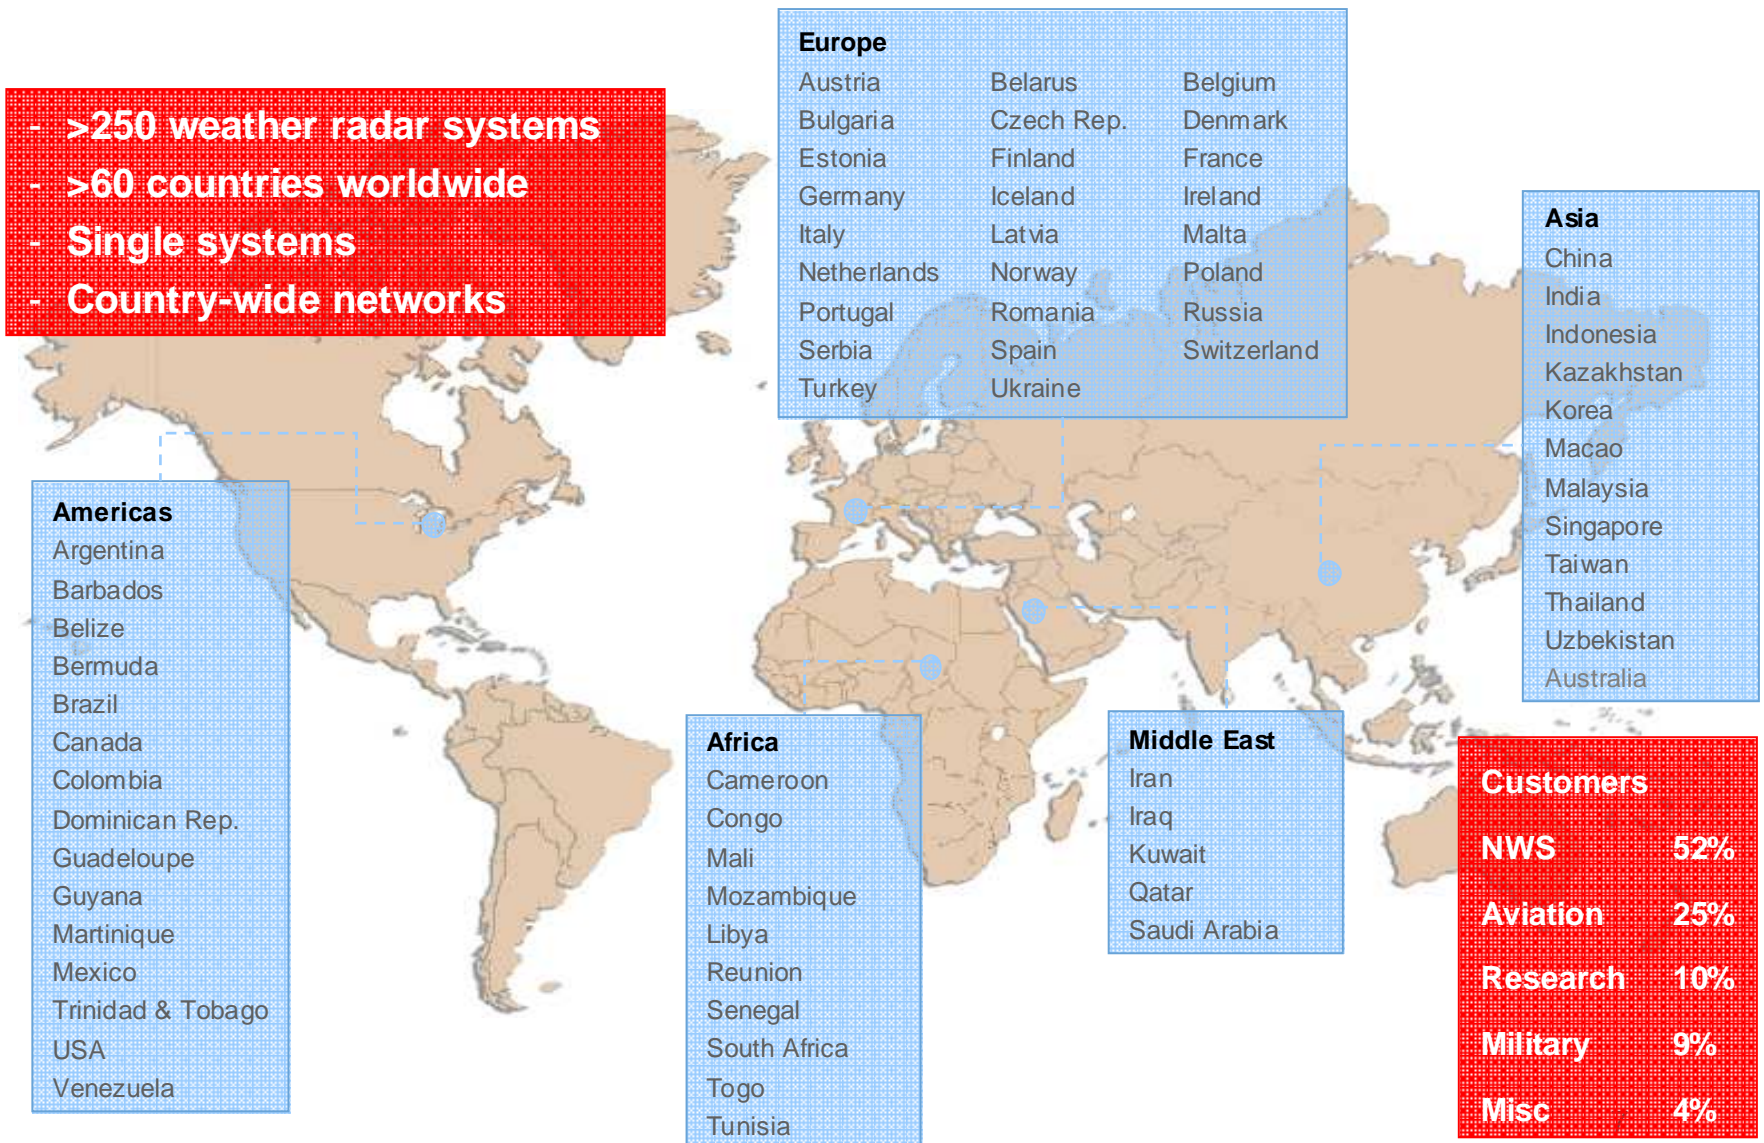 - >250 weather radar systems
- >60 countries worldwide
- Single systems
- Country-wide networks
Europe
Austria Belarus Belgium
Bulgaria Czech Rep. Denmark
Estonia Finland France
Germany Iceland Ireland
Italy Latvia Malta
Netherlands Norway Poland
Portugal Romania Russia
Serbia Spain Switzerland
Turkey Ukraine
Asia
China
India
Indonesia
Kazakhstan
Korea
Macao
Malaysia
Singapore
Taiwan
Thailand
Uzbekistan
Australia
Americas
Argentina
Barbados
Belize
Bermuda
Brazil
Canada
Colombia
Dominican Rep.
Guadeloupe
Guyana
Martinique
Mexico
Trinidad & Tobago
USA
Venezuela
Africa
Cameroon
Congo
Mali
Mozambique
Libya
Reunion
Senegal
South Africa
Togo
Tunisia
Middle East
Iran
Iraq
Kuwait
Qatar
Saudi Arabia
Customers
NWS 52%
Aviation 25%
Research 10%
Military 9%
Misc 4%